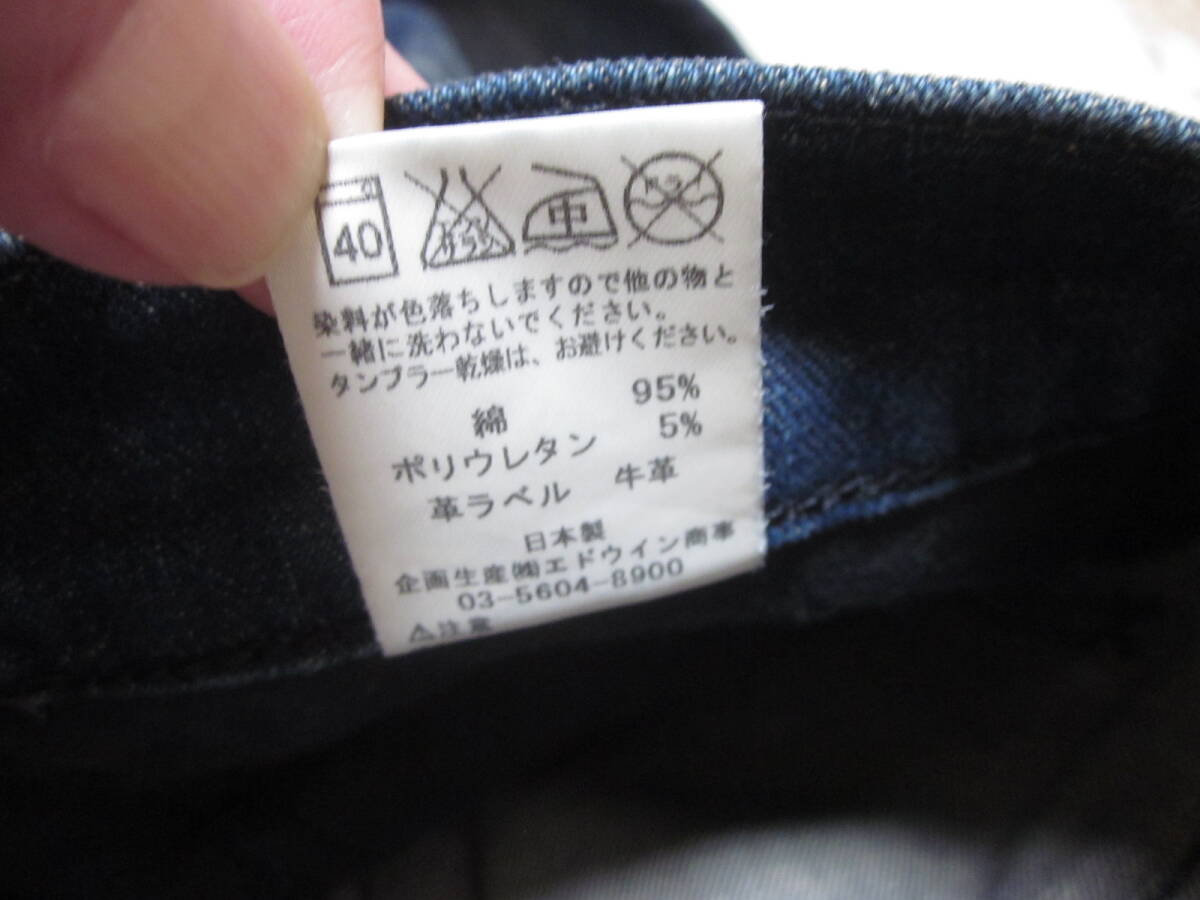 40 中
染料が色落ちしますので他の物と
一緒に洗わないでください。
タンブラー乾燥は、お避けください。
綿 95%
ポリウレタン 5%
革ラベル 牛革
日本製
企画生産㈱エドウイン商事
03-5604-8900
⚠注意